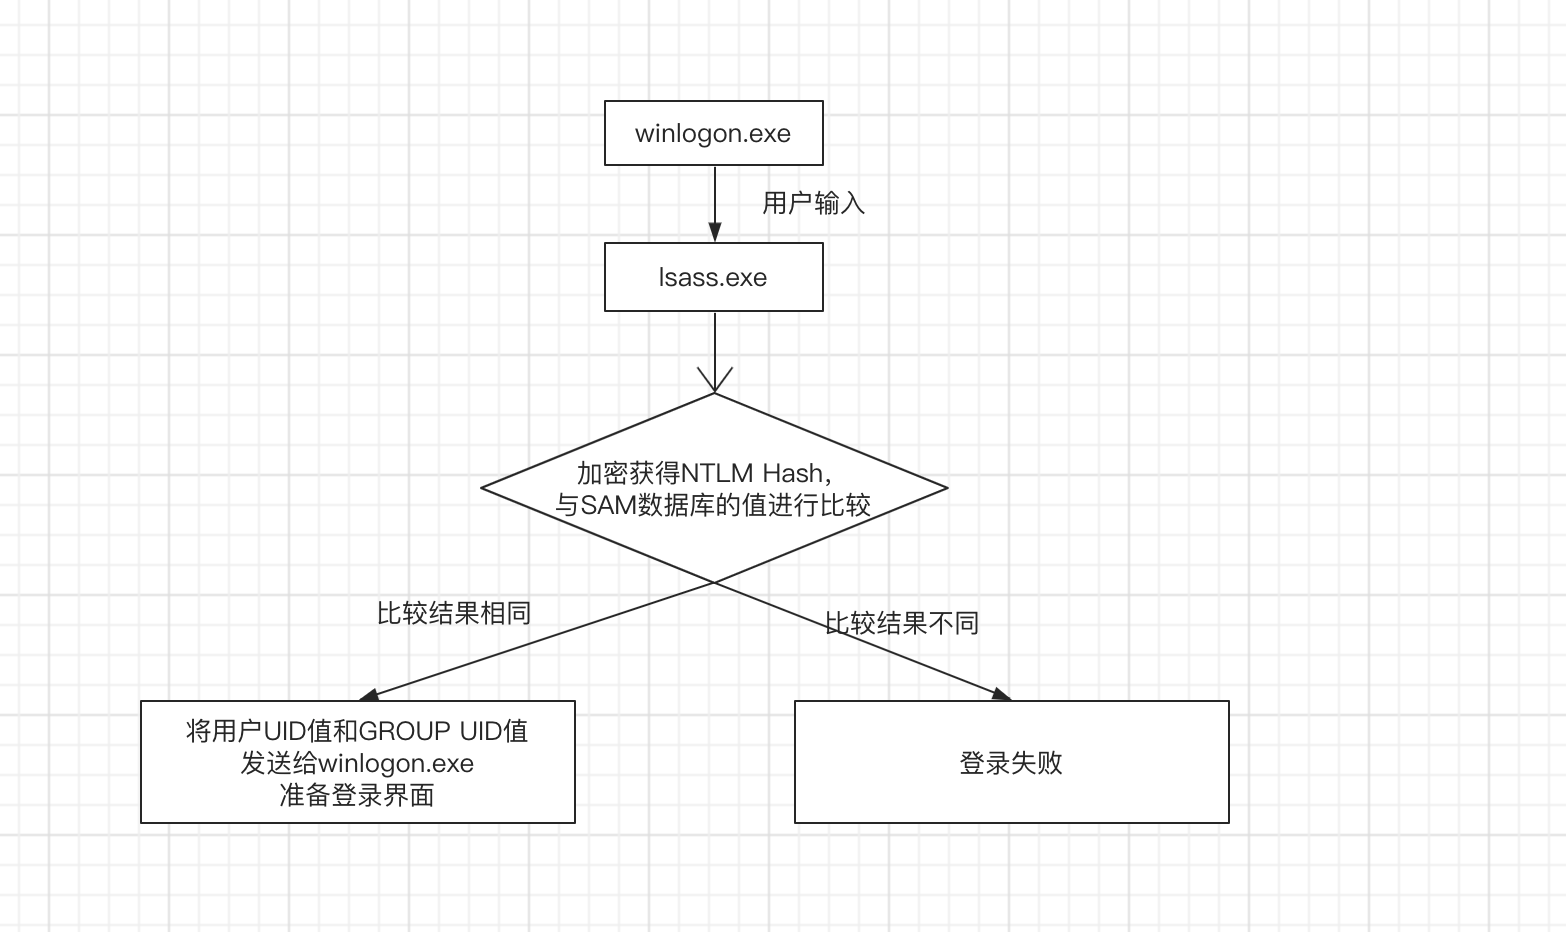 winlogon.exe
用户输入
lsass.exe
加密获得NTLM Hash，
与SAM数据库的值进行比较
比较结果相同
比较结果不同
将用户UID值和GROUP UID值
发送给winlogon.exe
准备登录界面
登录失败